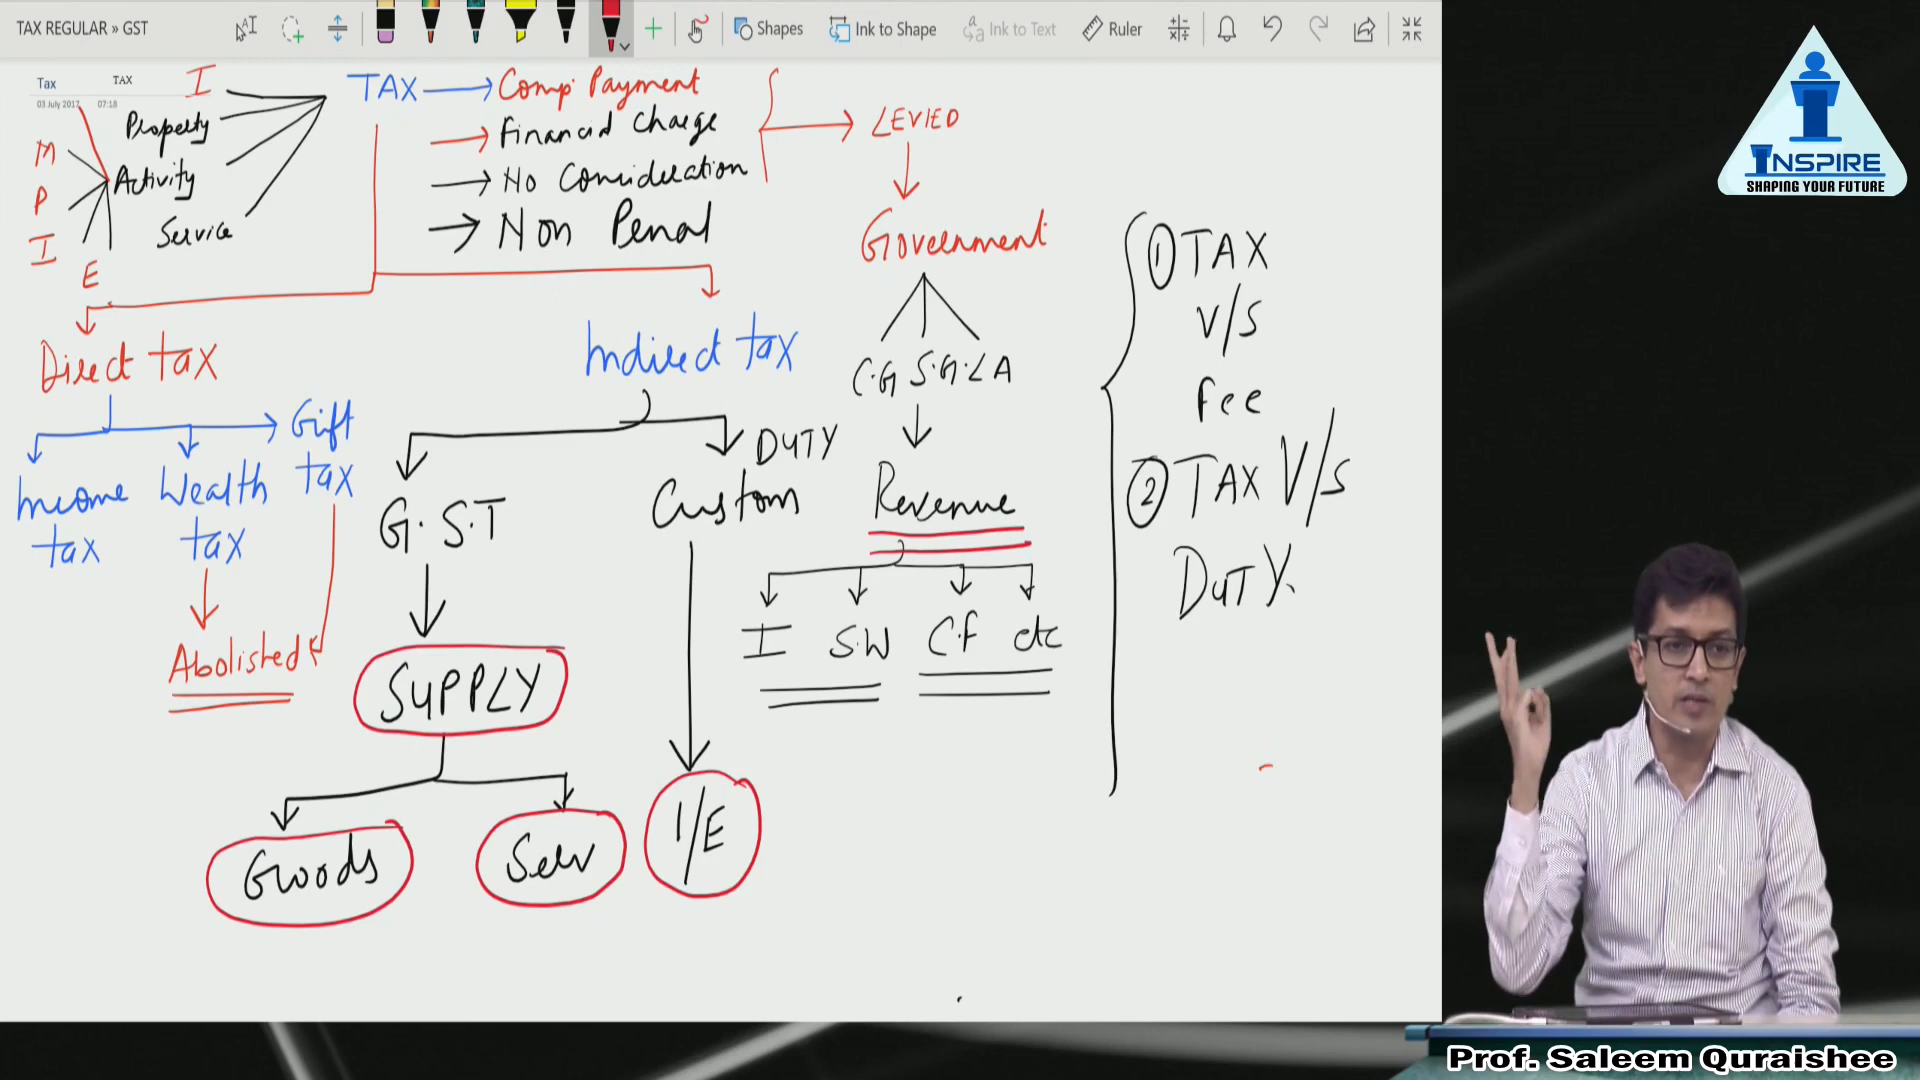 TAX REGULAR » GST
Shapes
Ink to Shape
Ink to Text
Ruler
Tax
TAX
03 July 2017 07:18
I
Property
Activity
Service
M
P
I
E
TAX → Comp. Payment
→ Financial Charge
→ No Consideration
→ Non Penal
LEVIED
Government
C.G S.G. L A
Revenue
I S.W C.F etc
Direct tax
Income tax
Wealth tax
Gift tax
Abolished
Indirect tax
G.S.T
DUTY
Custom
SUPPLY
Goods
Serv
I/E
① TAX
V/S
Fee
② TAX V/S
DUTY.
INSPIRE
SHAPING YOUR FUTURE
Prof. Saleem Quraishee